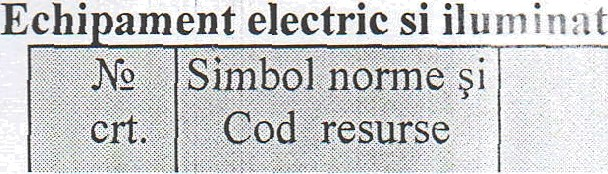 Echipament electric si iluminat
№ crt.
Simbol norme şi
Cod resurse